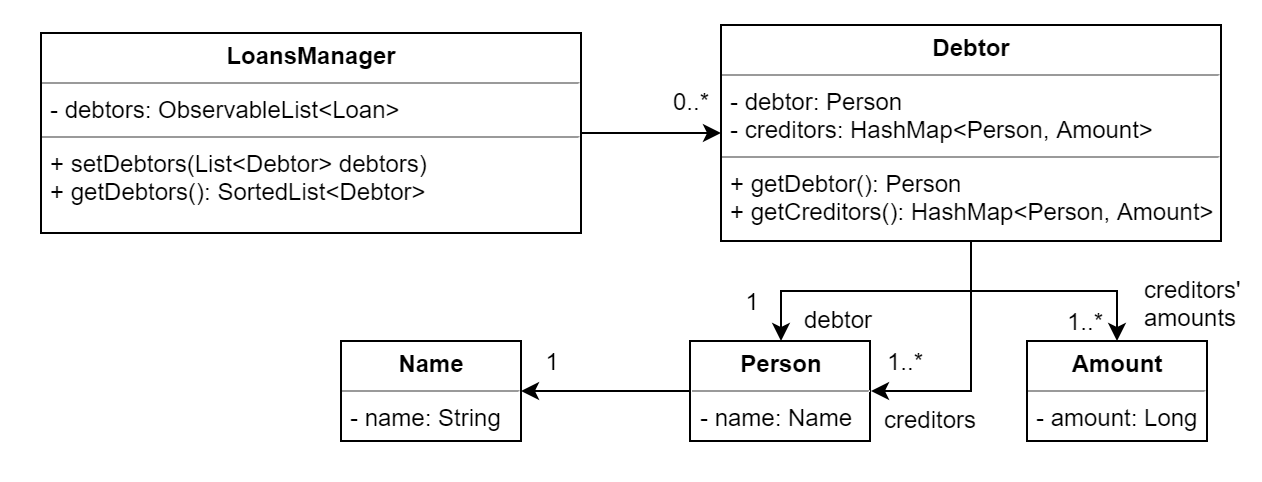 LoansManager
- debtors: ObservableList<Loan>
+ setDebtors(List<Debtor> debtors)
+ getDebtors(): SortedList<Debtor>
0..*
Debtor
- debtor: Person
- creditors: HashMap<Person, Amount>
+ getDebtor(): Person
+ getCreditors(): HashMap<Person, Amount>
1
debtor
creditors'
amounts
1..*
Name
- name: String
1
Person
- name: Name
1..*
creditors
Amount
- amount: Long